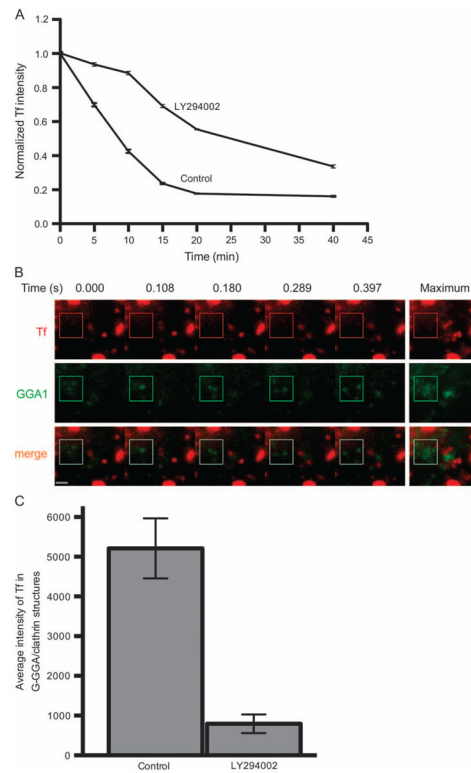 A
Normalized Tf intensity
1.2
1.0
0.8
0.6
0.4
0.2
0.0
LY294002
Control
0 5 10 15 20 25 30 35 40 45
Time (min)
B
Time (s) 0.000 0.108 0.180 0.289 0.397 Maximum
Tf
GGA1
merge
C
Average intensity of Tf in
G-GGA/clathrin structures
6000
5000
4000
3000
2000
1000
0
Control LY294002